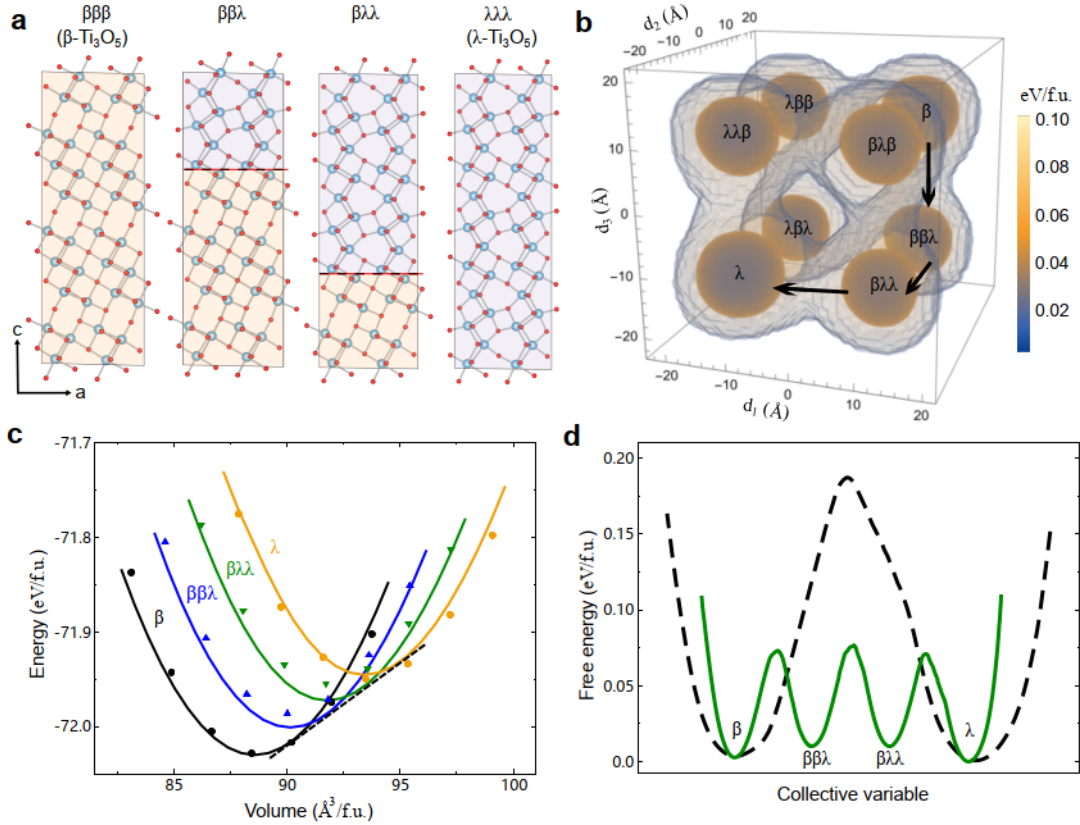 a
βββ
(β-Ti₃O₅)
ββλ
βλλ
λλλ
(λ-Ti₃O₅)
c
a
b
d₂ (Å)
−20
−10
0
10
20
20
10
0
−10
−20
d₃ (Å)
−20
−10
0
10
20
d₁ (Å)
λββ
β
λλβ
βλβ
λβλ
ββλ
λ
βλλ
eV/f.u.
0.10
0.08
0.06
0.04
0.02
c
-71.7
-71.8
-71.9
-72.0
Energy (eV/f.u.)
β
ββλ
βλλ
λ
85
90
95
100
Volume (Å³/f.u.)
d
0.20
0.15
0.10
0.05
0.0
Free energy (eV/f.u.)
β
ββλ
βλλ
λ
Collective variable